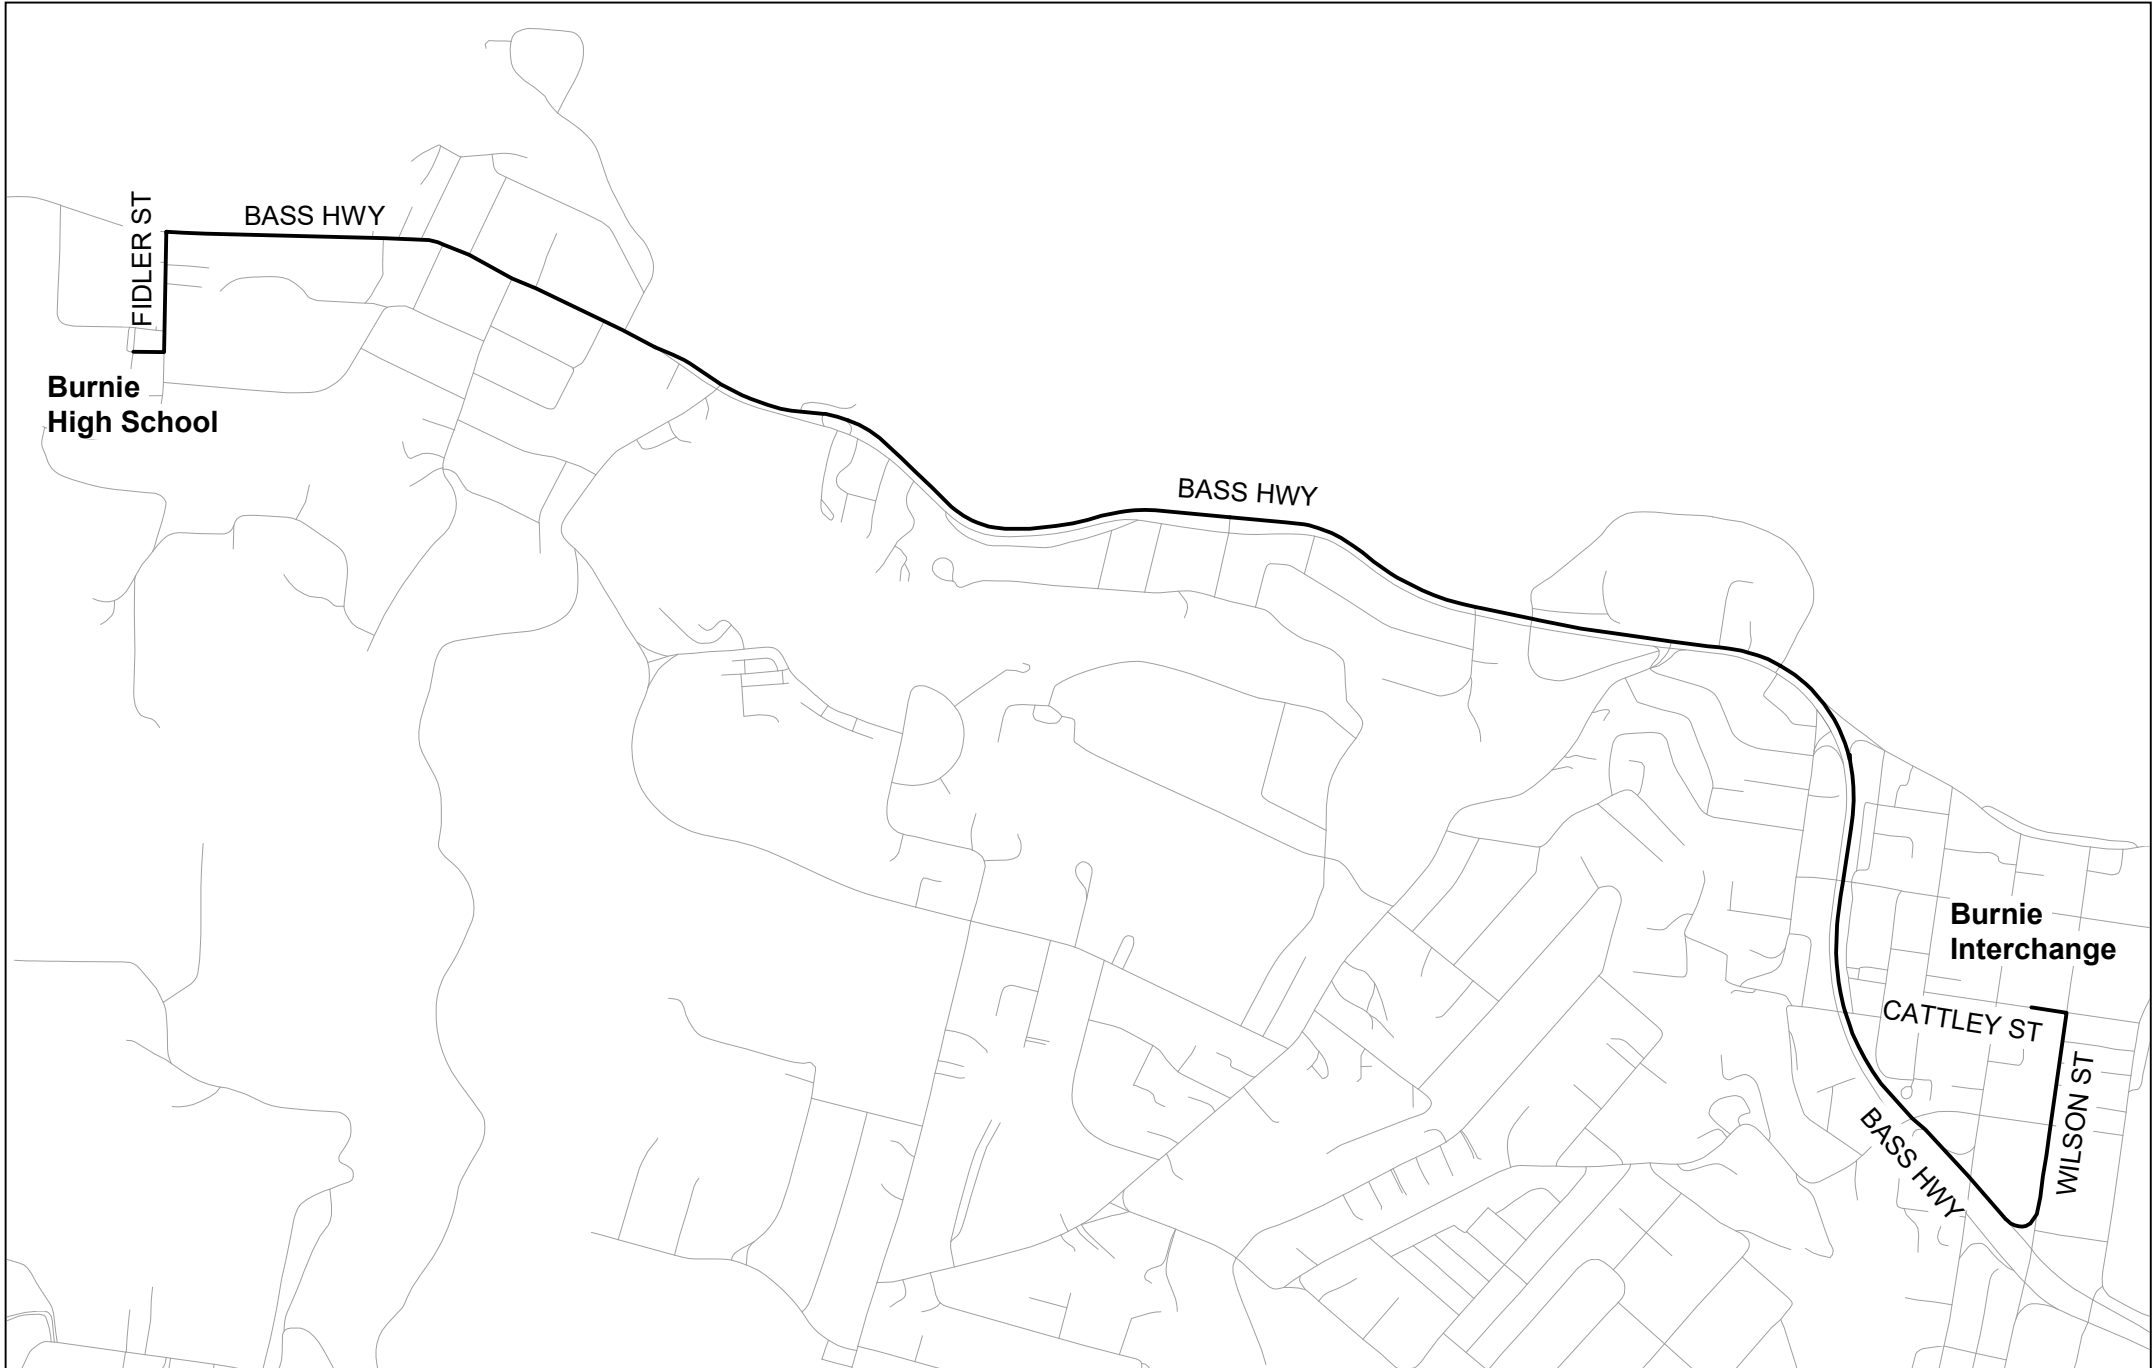 FIDLER ST
BASS HWY
Burnie
High School
BASS HWY
Burnie
Interchange
CATTLEY ST
WILSON ST
BASS HWY